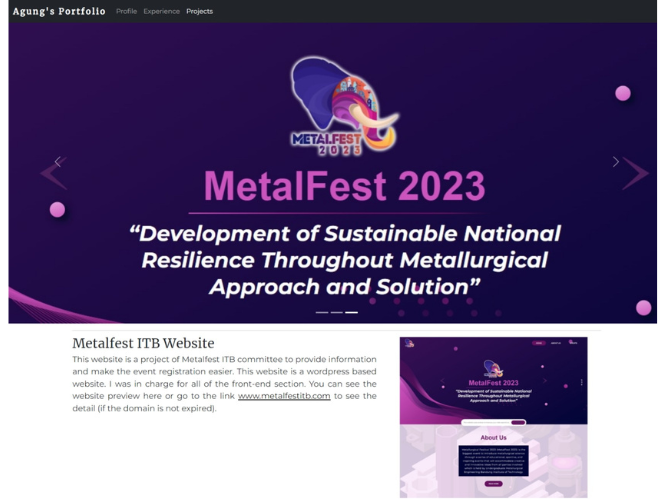 Agung's Portfolio Profile Experience Projects
METALFEST
2023
MetalFest 2023
“Development of Sustainable National
Resilience Throughout Metallurgical
Approach and Solution”
Metalfest ITB Website
This website is a project of Metalfest ITB committee to provide information
and make the event registration easier. This website is a wordpress based
website. I was in charge for all of the front-end section. You can see the
website preview here or go to the link www.metalfestitb.com to see the
detail (if the domain is not expired).
MetalFest 2023
“Development of Sustainable National
Resilience Throughout Metallurgical
Approach and Solution”
About Us